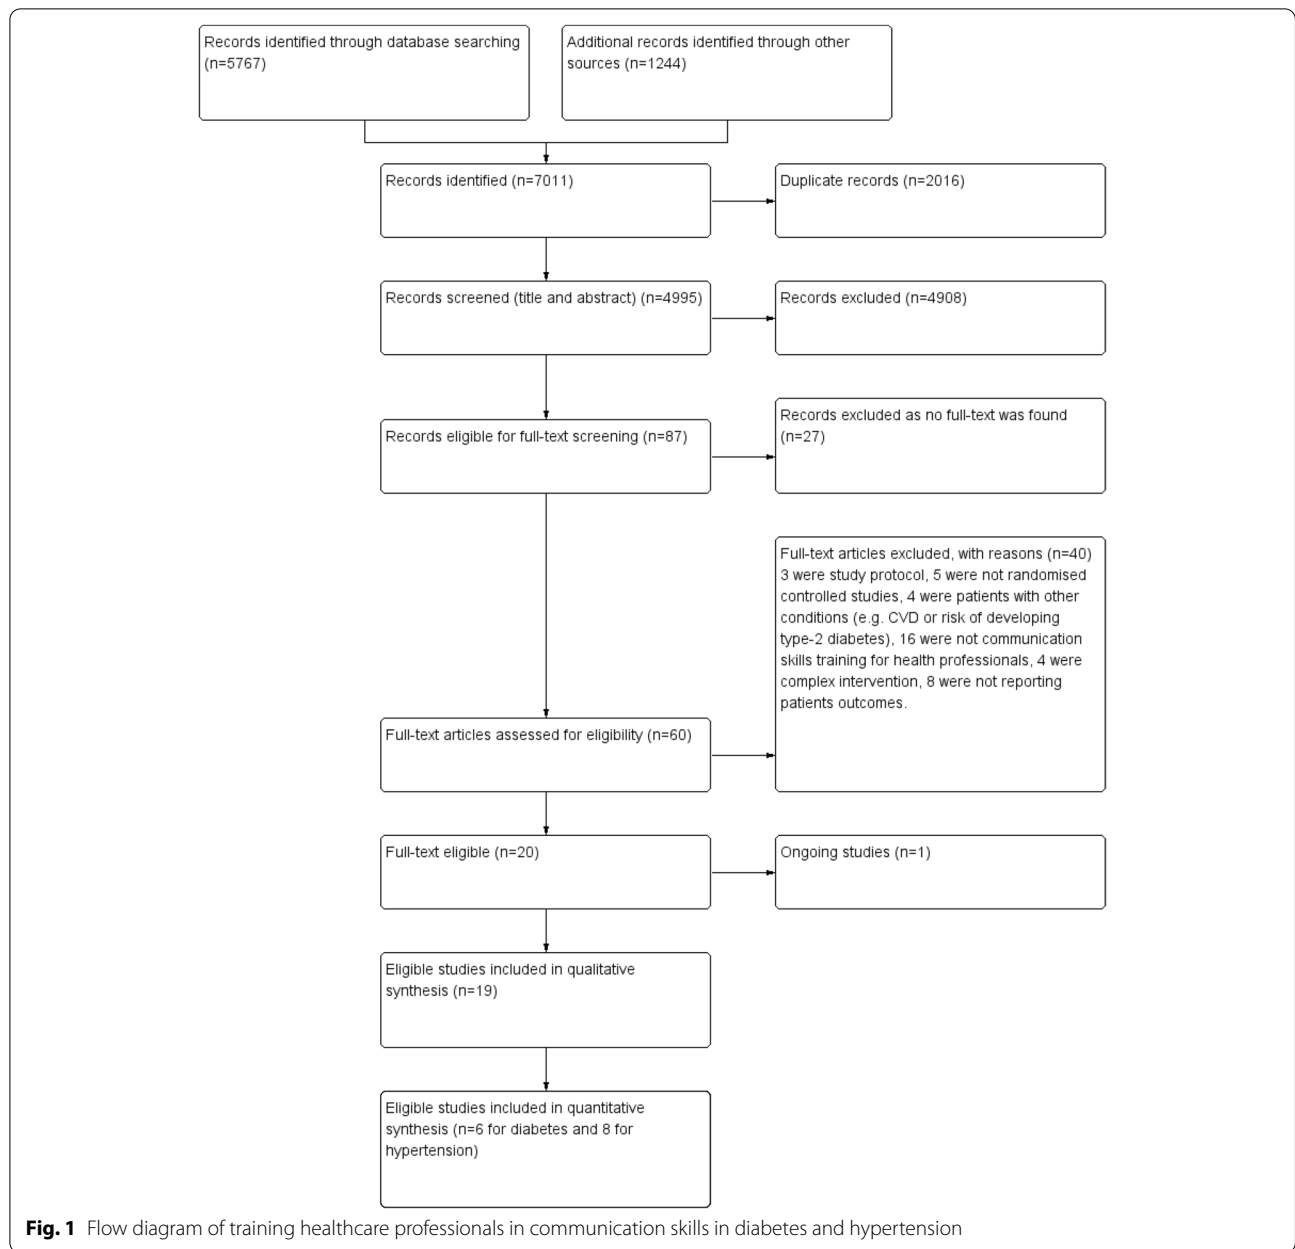 Records identified through database searching
(n=5767)
Additional records identified through other
sources (n=1244)
Records identified (n=7011)
Duplicate records (n=2016)
Records screened (title and abstract) (n=4995)
Records excluded (n=4908)
Records eligible for full-text screening (n=87)
Records excluded as no full-text was found
(n=27)
Full-text articles excluded, with reasons (n=40)
3 were study protocol, 5 were not randomised
controlled studies, 4 were patients with other
conditions (e.g. CVD or risk of developing
type-2 diabetes), 16 were not communication
skills training for health professionals, 4 were
complex intervention, 8 were not reporting
patients outcomes.
Full-text articles assessed for eligibility (n=60)
Full-text eligible (n=20)
Ongoing studies (n=1)
Eligible studies included in qualitative
synthesis (n=19)
Eligible studies included in quantitative
synthesis (n=6 for diabetes and 8 for
hypertension)
Fig. 1 Flow diagram of training healthcare professionals in communication skills in diabetes and hypertension